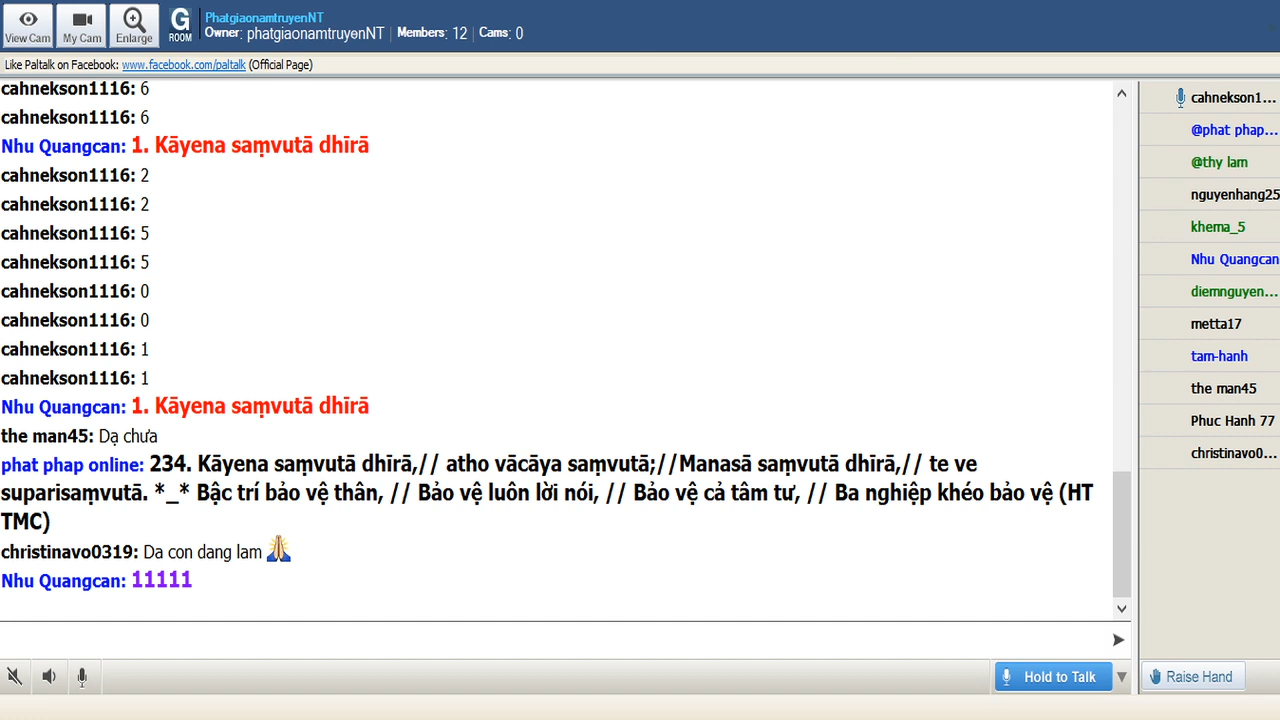 View Cam
My Cam
Enlarge
G
ROOM
PhatgiaonamtruyenNT
Owner: phatgiaonamtruyenNT | Members: 12 | Cams: 0
Like Paltalk on Facebook: www.facebook.com/paltalk (Official Page)
cahnekson1116: 6
cahnekson1116: 6
Nhu Quangcan: 1. Kāyena saṃvutā dhīrā
cahnekson1116: 2
cahnekson1116: 2
cahnekson1116: 5
cahnekson1116: 5
cahnekson1116: 0
cahnekson1116: 0
cahnekson1116: 1
cahnekson1116: 1
Nhu Quangcan: 1. Kāyena saṃvutā dhīrā
the man45: Dạ chưa
phat phap online: 234. Kāyena saṃvutā dhīrā,// atho vācāya saṃvutā;//Manasā saṃvutā dhīrā,// te ve
suparisaṃvutā. *_* Bậc trí bảo vệ thân, // Bảo vệ luôn lời nói, // Bảo vệ cả tâm tư, // Ba nghiệp khéo bảo vệ (HT
TMC)
christinavo0319: Da con dang lam
Nhu Quangcan: 11111
cahnekson1...
@phat phap...
@thy lam
nguyenhang25
khema_5
Nhu Quangcan
diemnguyen...
metta17
tam-hanh
the man45
Phuc Hanh 77
christinavo0...
Hold to Talk
Raise Hand